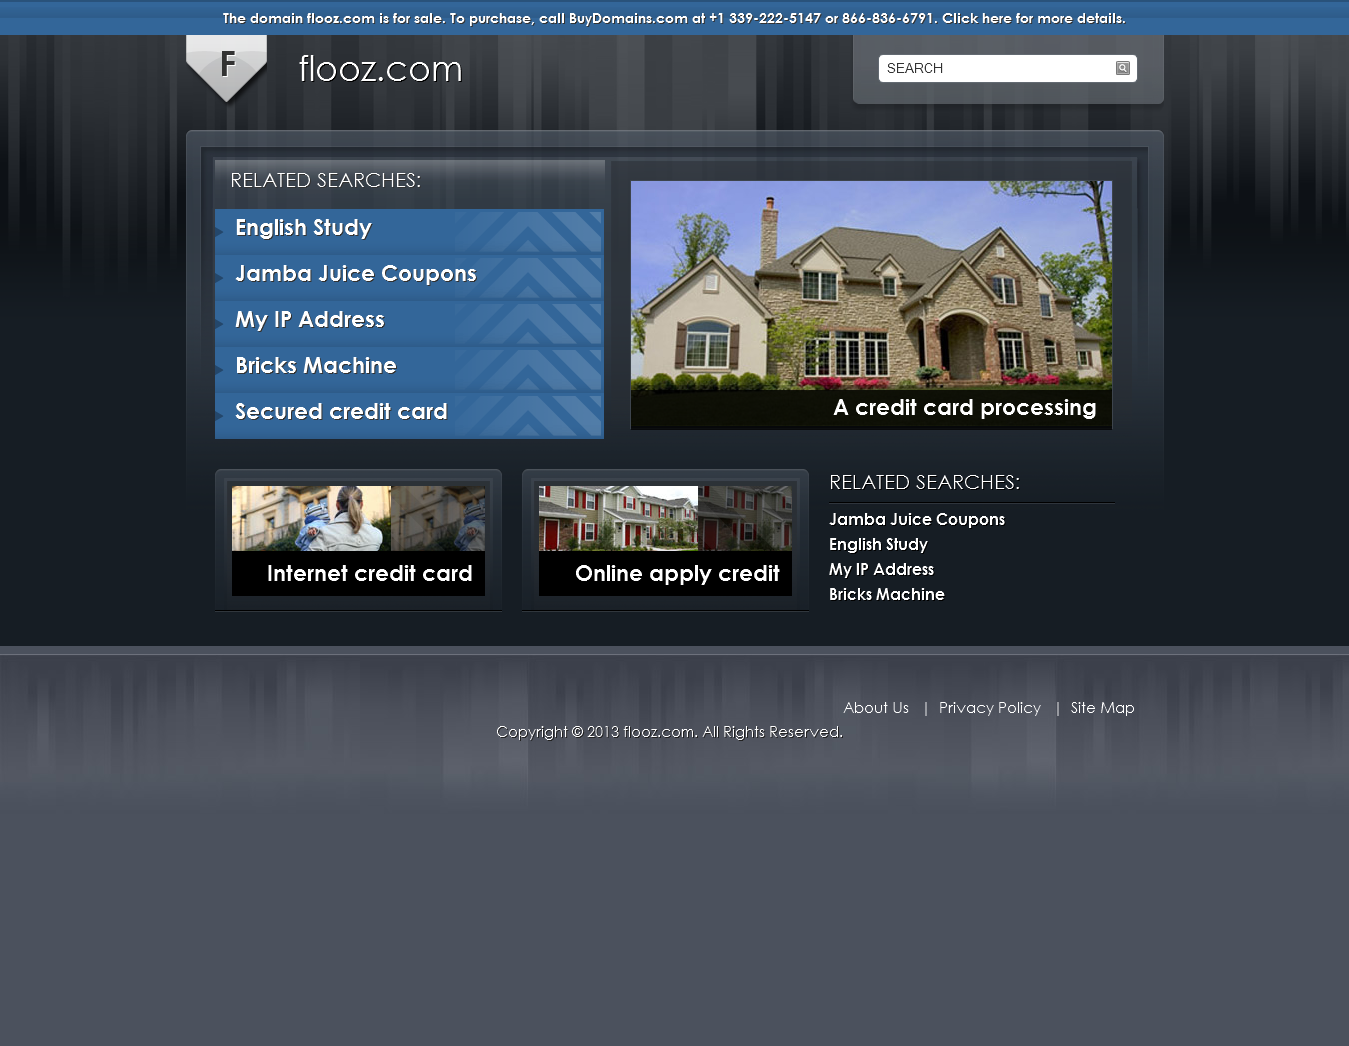 The domain flooz.com is for sale. To purchase, call BuyDomains.com at +1 339-222-5147 or 866-836-6791. Click here for more details.
F
flooz.com
SEARCH
RELATED SEARCHES:
English Study
Jamba Juice Coupons
My IP Address
Bricks Machine
Secured credit card
A credit card processing
Internet credit card
Online apply credit
RELATED SEARCHES:
Jamba Juice Coupons
English Study
My IP Address
Bricks Machine
About Us | Privacy Policy | Site Map
Copyright © 2013 flooz.com. All Rights Reserved.